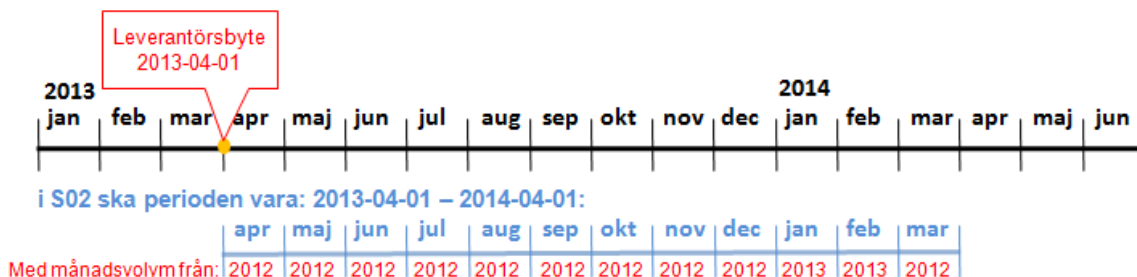 Leverantörsbyte
2013-04-01
2013 2014
jan feb mar apr maj jun jul aug sep okt nov dec jan feb mar apr maj jun
i S02 ska perioden vara: 2013-04-01 – 2014-04-01:
apr maj jun jul aug sep okt nov dec jan feb mar
Med månadsvolym från: 2012 2012 2012 2012 2012 2012 2012 2012 2012 2013 2013 2012